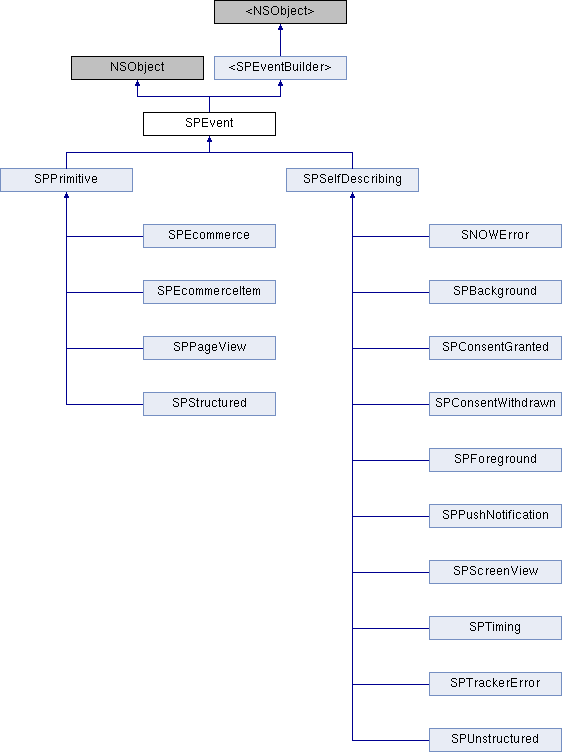 <NSObject>
NSObject
<SPEventBuilder>
SPEvent
SPPrimitive
SPSelfDescribing
SPEcommerce
SNOWError
SPEcommerceItem
SPBackground
SPPageView
SPConsentGranted
SPStructured
SPConsentWithdrawn
SPForeground
SPPushNotification
SPScreenView
SPTiming
SPTrackerError
SPUnstructured